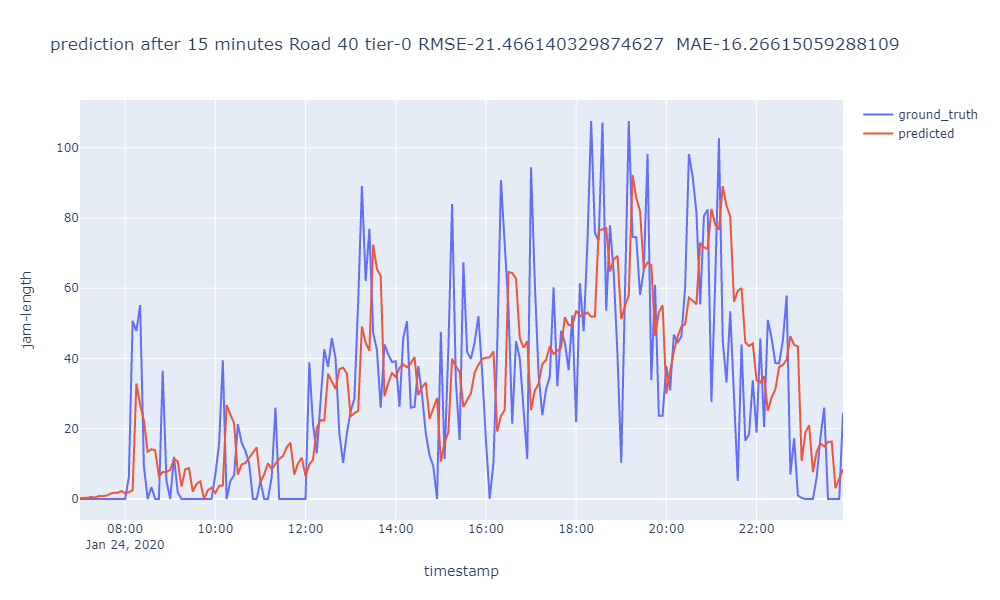 prediction after 15 minutes Road 40 tier-0 RMSE-21.466140329874627  MAE-16.26615059288109
ground_truth
predicted
100
80
60
40
20
0
jam-length
08:00 10:00 12:00 14:00 16:00 18:00 20:00 22:00
Jan 24, 2020
timestamp